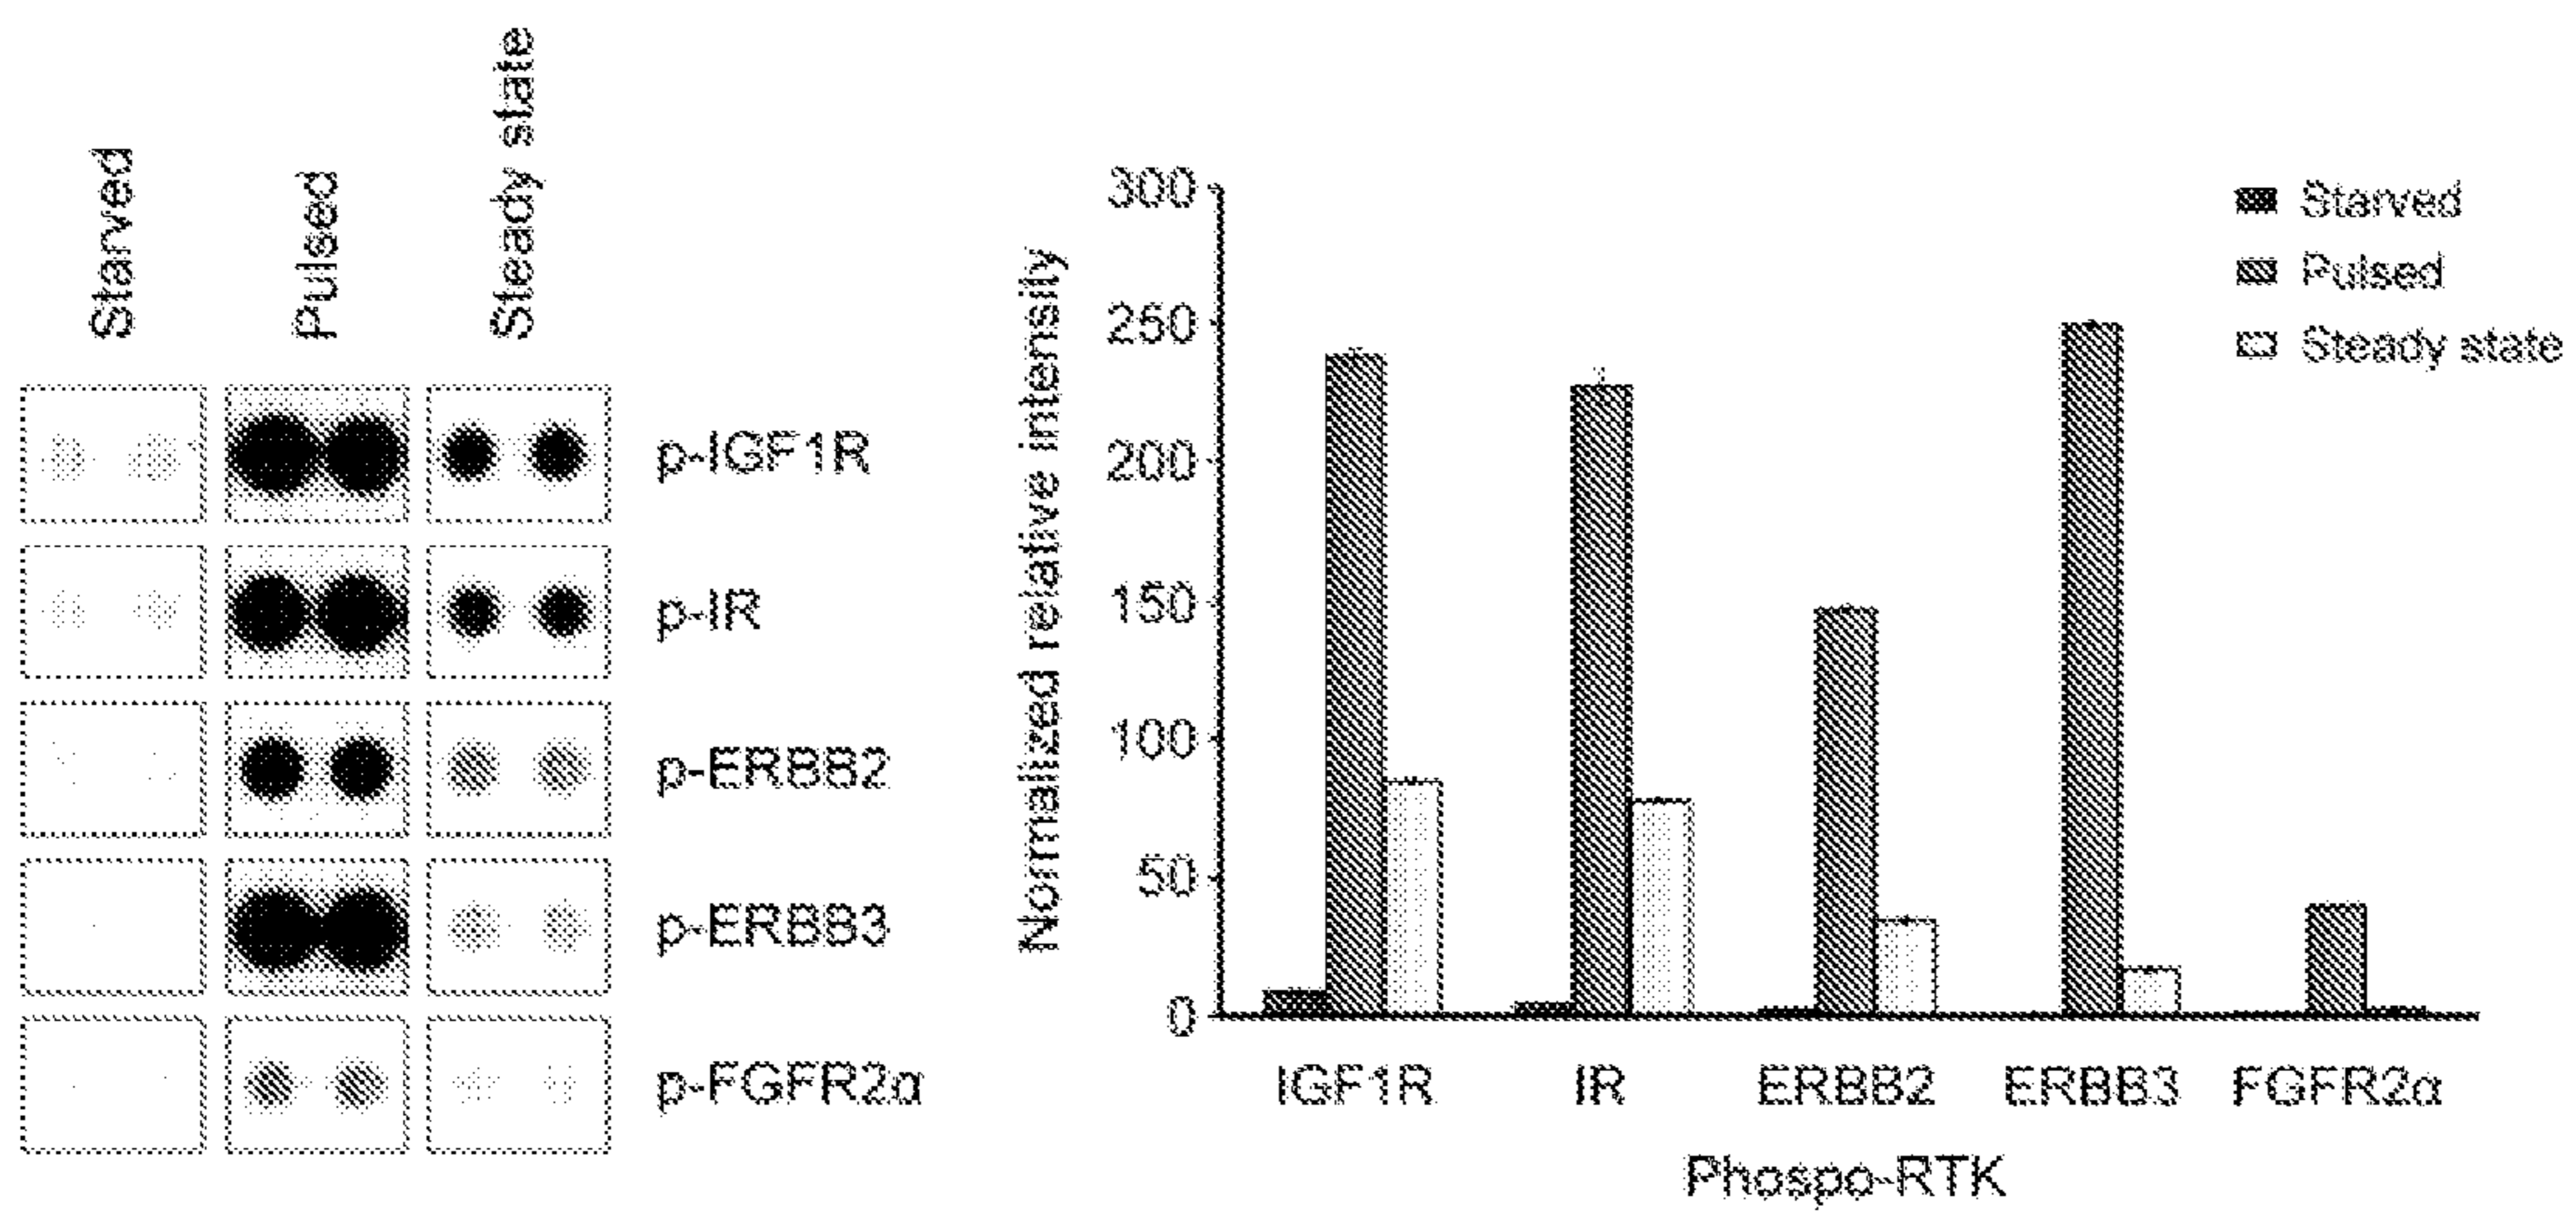 Starved
Pulsed
Steady state
p-IGF1R
p-IR
p-ERBB2
p-ERBB3
p-FGFR2α
Normalized relative intensity
300
250
200
150
100
50
0
IGF1R IR ERBB2 ERBB3 FGFR2α
Phospo-RTK
Starved
Pulsed
Steady state